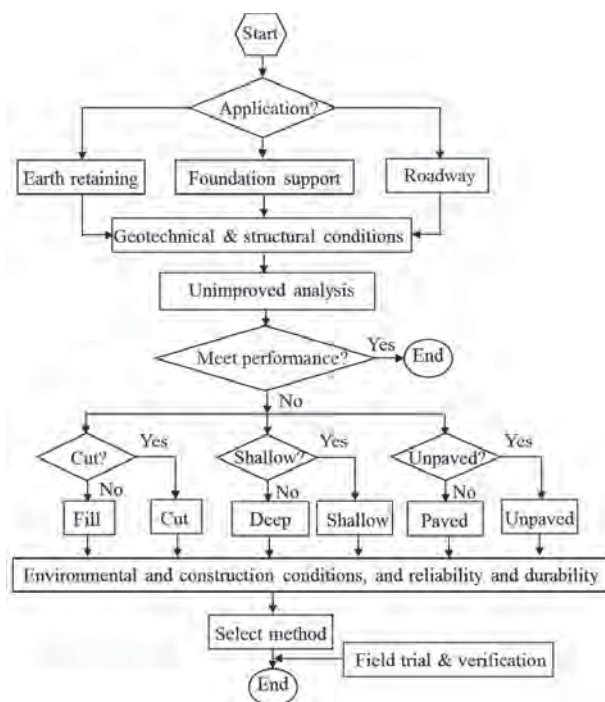 Start
Application?
Earth retaining
Foundation support
Roadway
Geotechnical & structural conditions
Unimproved analysis
Meet performance?
Yes
End
No
Cut?
Yes
Shallow?
Yes
Unpaved?
Yes
No
No
No
Fill
Cut
Deep
Shallow
Paved
Unpaved
Environmental and construction conditions, and reliability and durability
Select method
Field trial & verification
End